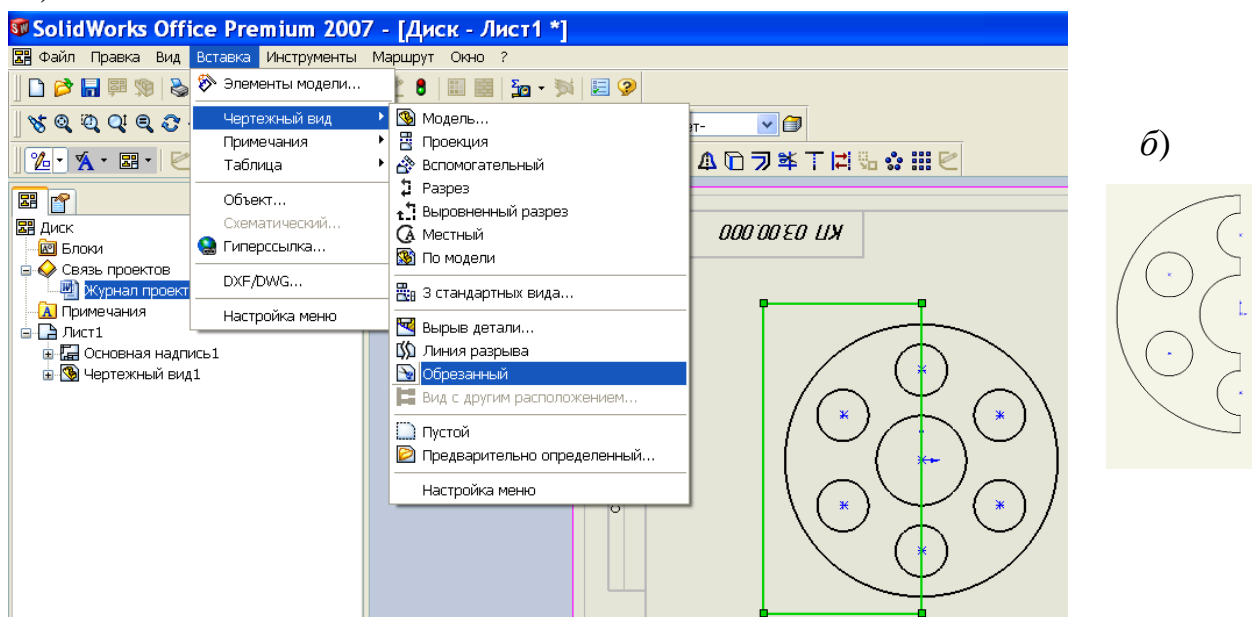 SolidWorks Office Premium 2007 - [Диск - Лист1 *]
Файл Правка Вид Вставка Инструменты Маршрут Окно ?
Элементы модели...
Чертежный вид
Примечания
Таблица
Объект...
Схематический...
Гиперссылка...
DXF/DWG...
Настройка меню
Модель...
Проекция
Вспомогательный
Разрез
Выровненный разрез
Местный
По модели
3 стандартных вида...
Вырыв детали...
Линия разрыва
Обрезанный
Вид с другим расположением...
Пустой
Предварительно определенный...
Настройка меню
Диск
Блоки
Связь проектов
Журнал проект
Примечания
Лист1
Основная надпись1
Чертежный вид1
КП 03.00.000
б)